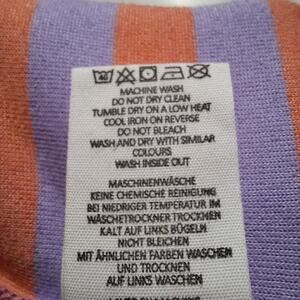 MACHINE WASH
DO NOT DRY CLEAN
TUMBLE DRY ON A LOW HEAT
COOL IRON ON REVERSE
DO NOT BLEACH
WASH AND DRY WITH SIMILAR
COLOURS
WASH INSIDE OUT
MASCHINENWÄSCHE
KEINE CHEMISCHE REINIGUNG
BEI NIEDRIGER TEMPERATUR IM
WÄSCHETROCKNER TROCKNEN
KALT AUF LINKS BÜGELN
NICHT BLEICHEN
MIT ÄHNLICHEN FARBEN WASCHEN
UND TROCKNEN
AUF LINKS WASCHEN